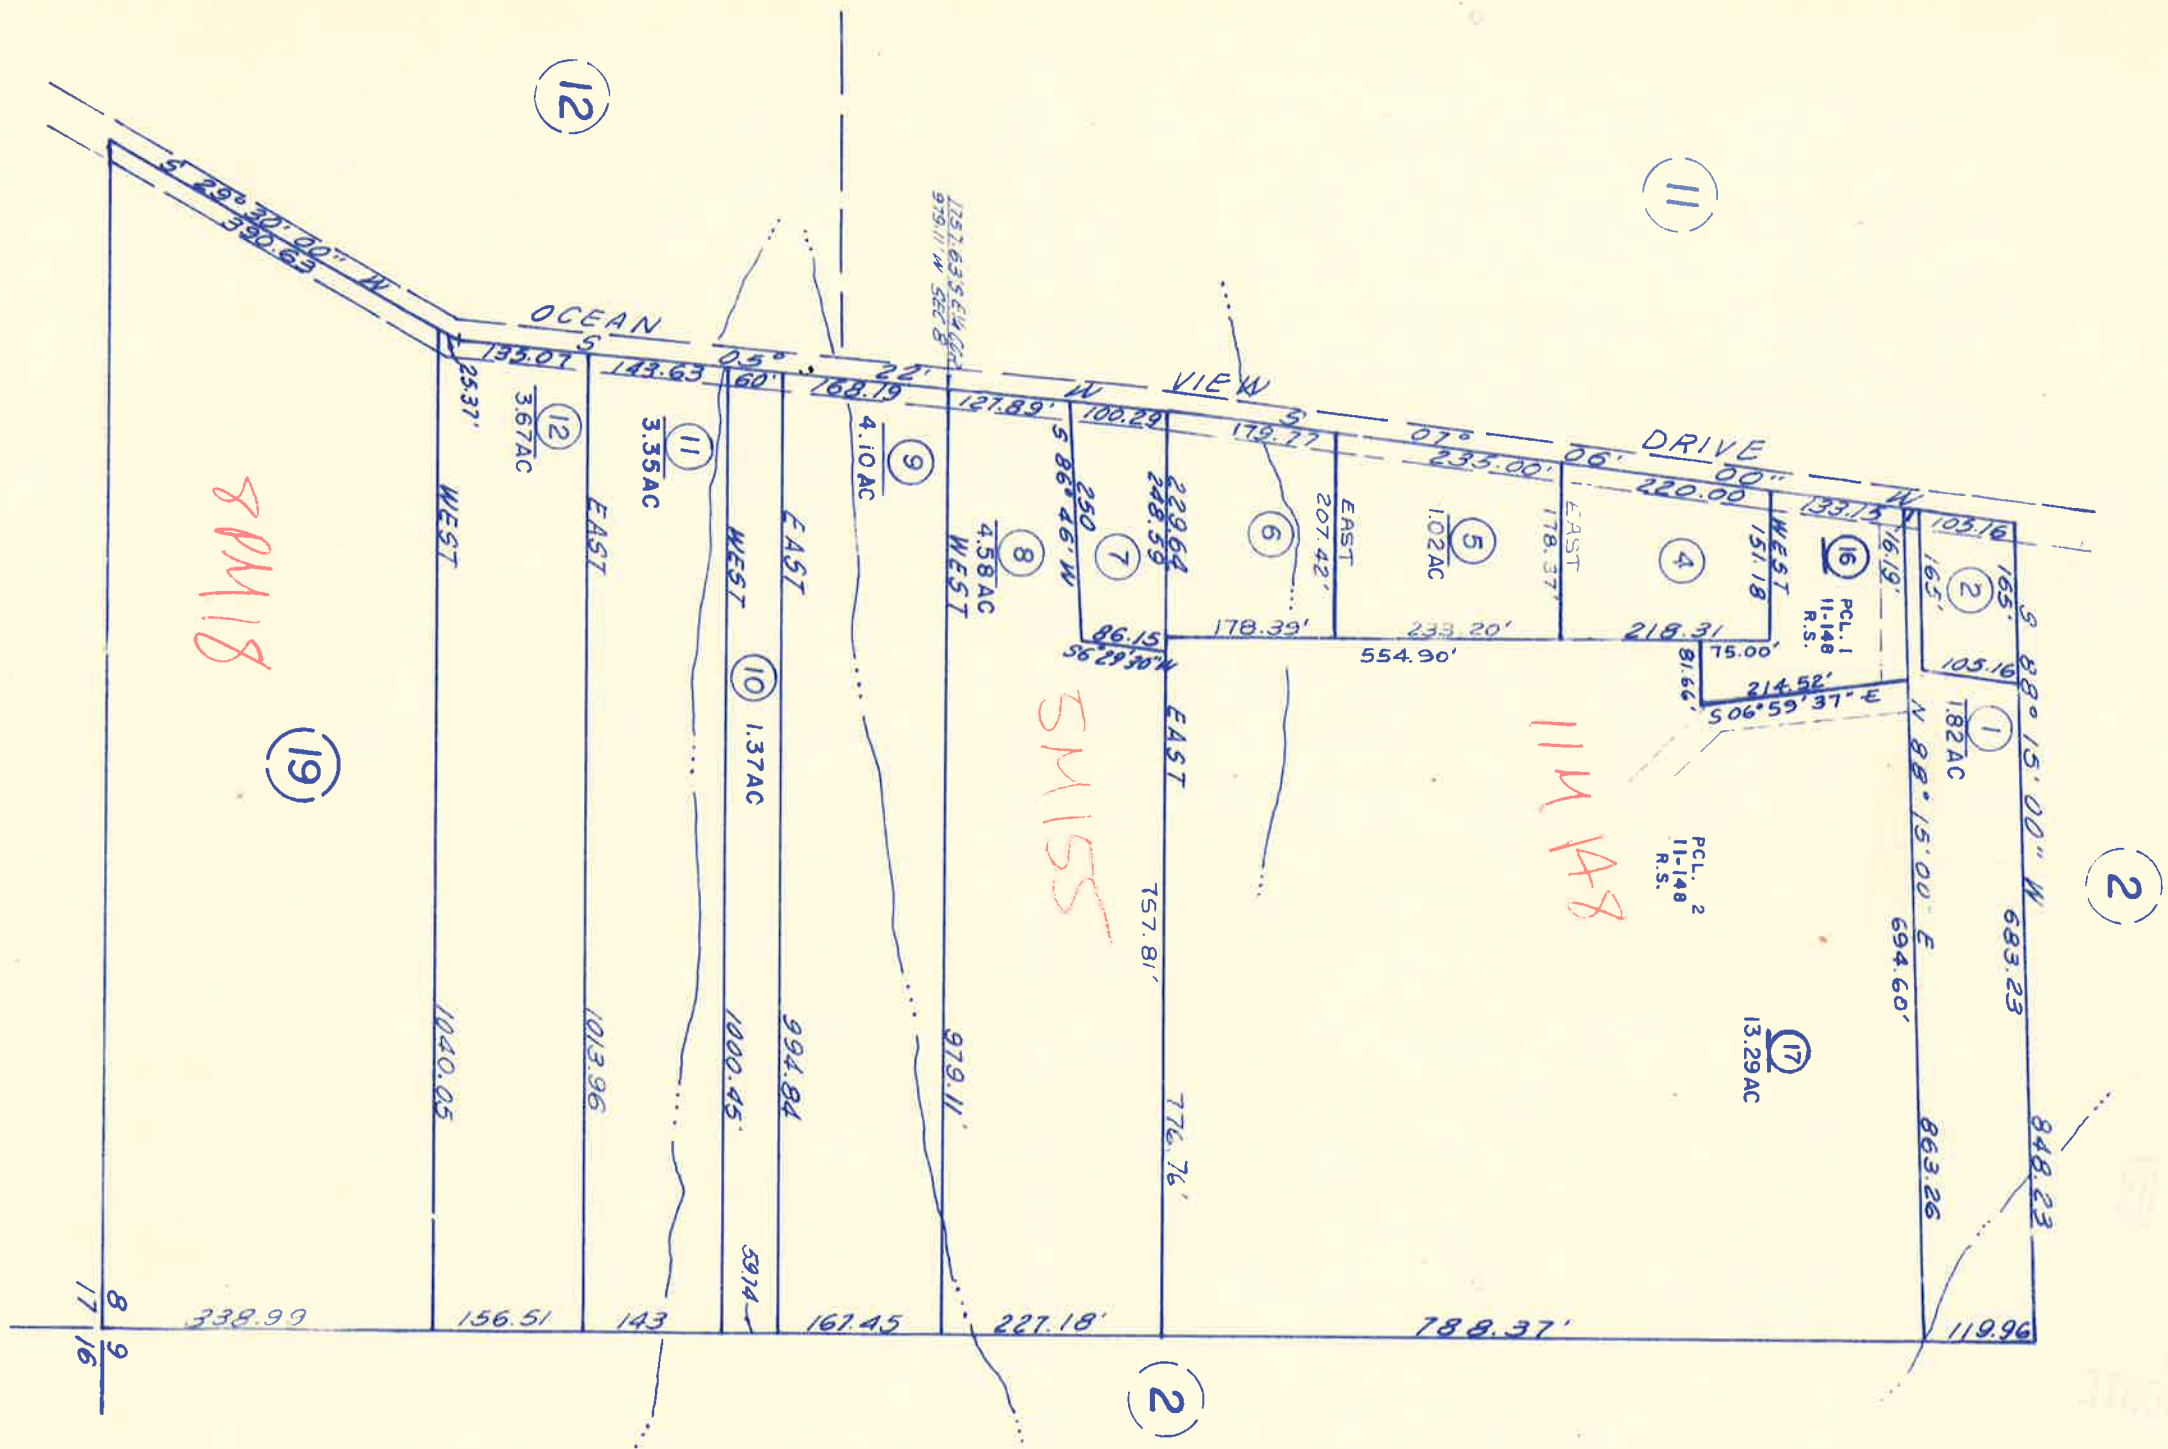 12
11
2
2
19
OCEAN VIEW DRIVE
S 29° 30' 00" W
390.63
S 05° 22' W
S 07° 06' 00" W
25.37'
135.07
143.63
60'
168.19
127.89'
100.29
179.77
235.00'
220.00
133.15
105.16
979.11' W SEC 8
12
3.67AC
11
3.35AC
10
1.37AC
9
4.10AC
8
4.58AC
7
6
5
1.02AC
4
16
PCL. 1
11-148
R.S.
2
1
1.82AC
17
13.29AC
PCL. 2
11-148
R.S.
WEST
1040.05
EAST
1013.96
WEST
1000.45'
EAST
994.84
WEST
979.11'
S 86° 46' W
250
86.15
S6°29'30"W
229.64
248.59
EAST
757.81'
776.76'
EAST
207.42'
EAST
178.37'
WEST
151.18
178.39'
233.20'
218.31
554.90'
75.00'
81.66'
214.52'
S 06°59'37" E
16.19'
165'
165'
105.16
S 88° 15' 00" W
683.23
848.23
N 88° 15' 00" E
694.60'
863.26
8PM18
5M155
11M148
338.99
156.51
143
59.74
167.45
227.18'
788.37'
119.96
8 9
17 16